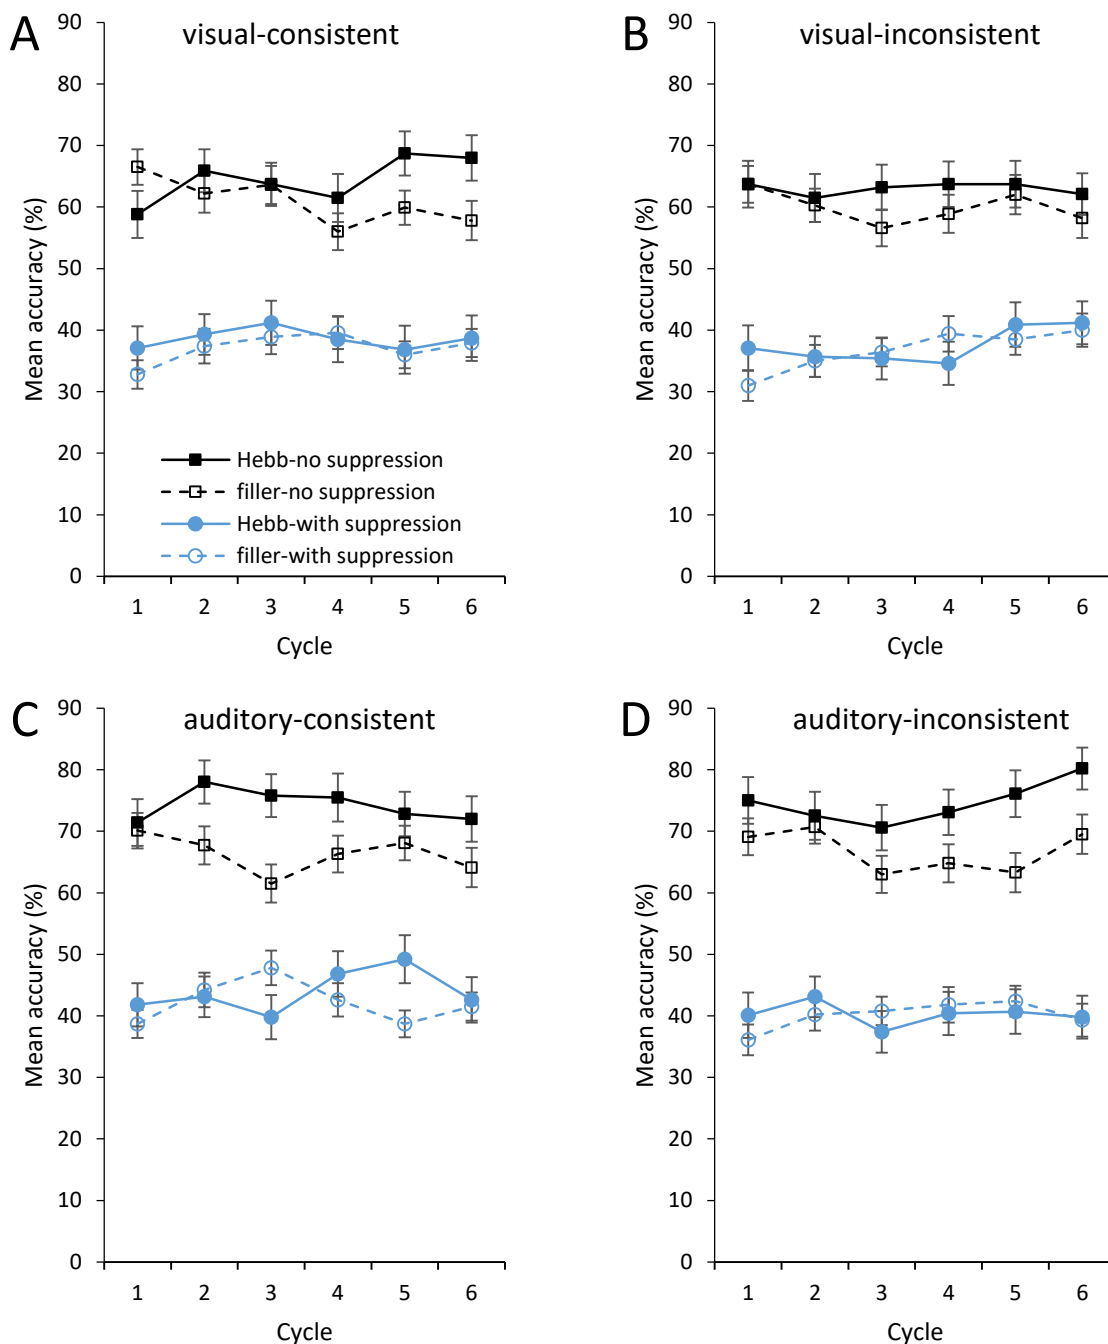 A
visual-consistent
90
80
70
60
50
40
30
20
10
0
Mean accuracy (%)
Hebb-no suppression
filler-no suppression
Hebb-with suppression
filler-with suppression
1 2 3 4 5 6
Cycle
B
visual-inconsistent
90
80
70
60
50
40
30
20
10
0
Mean accuracy (%)
1 2 3 4 5 6
Cycle
C
auditory-consistent
90
80
70
60
50
40
30
20
10
0
Mean accuracy (%)
1 2 3 4 5 6
Cycle
D
auditory-inconsistent
90
80
70
60
50
40
30
20
10
0
Mean accuracy (%)
1 2 3 4 5 6
Cycle